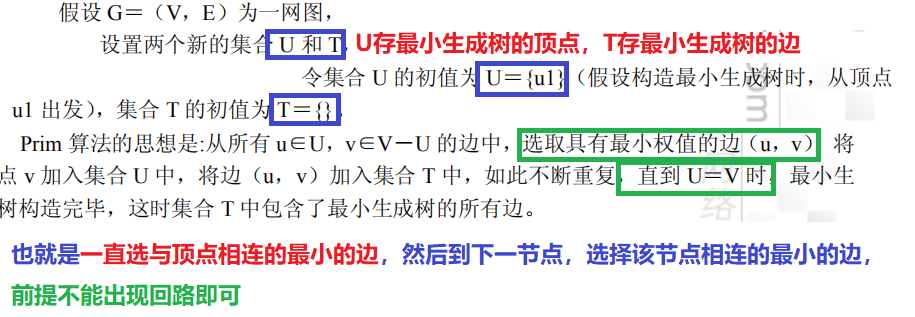 假设 G＝（V，E）为一网图，
设置两个新的集合 U 和 T，U存最小生成树的顶点，T存最小生成树的边
令集合 U 的初值为 U＝{u1}（假设构造最小生成树时，从顶点
u1 出发），集合 T 的初值为 T＝{}。
Prim 算法的思想是:从所有 u∈U，v∈V－U 的边中，选取具有最小权值的边（u，v） 将
点 v 加入集合 U 中，将边（u，v）加入集合 T 中，如此不断重复，直到 U＝V 时，最小生
树构造完毕，这时集合 T 中包含了最小生成树的所有边。
也就是一直选与顶点相连的最小的边，然后到下一节点，选择该节点相连的最小的边，
前提不能出现回路即可